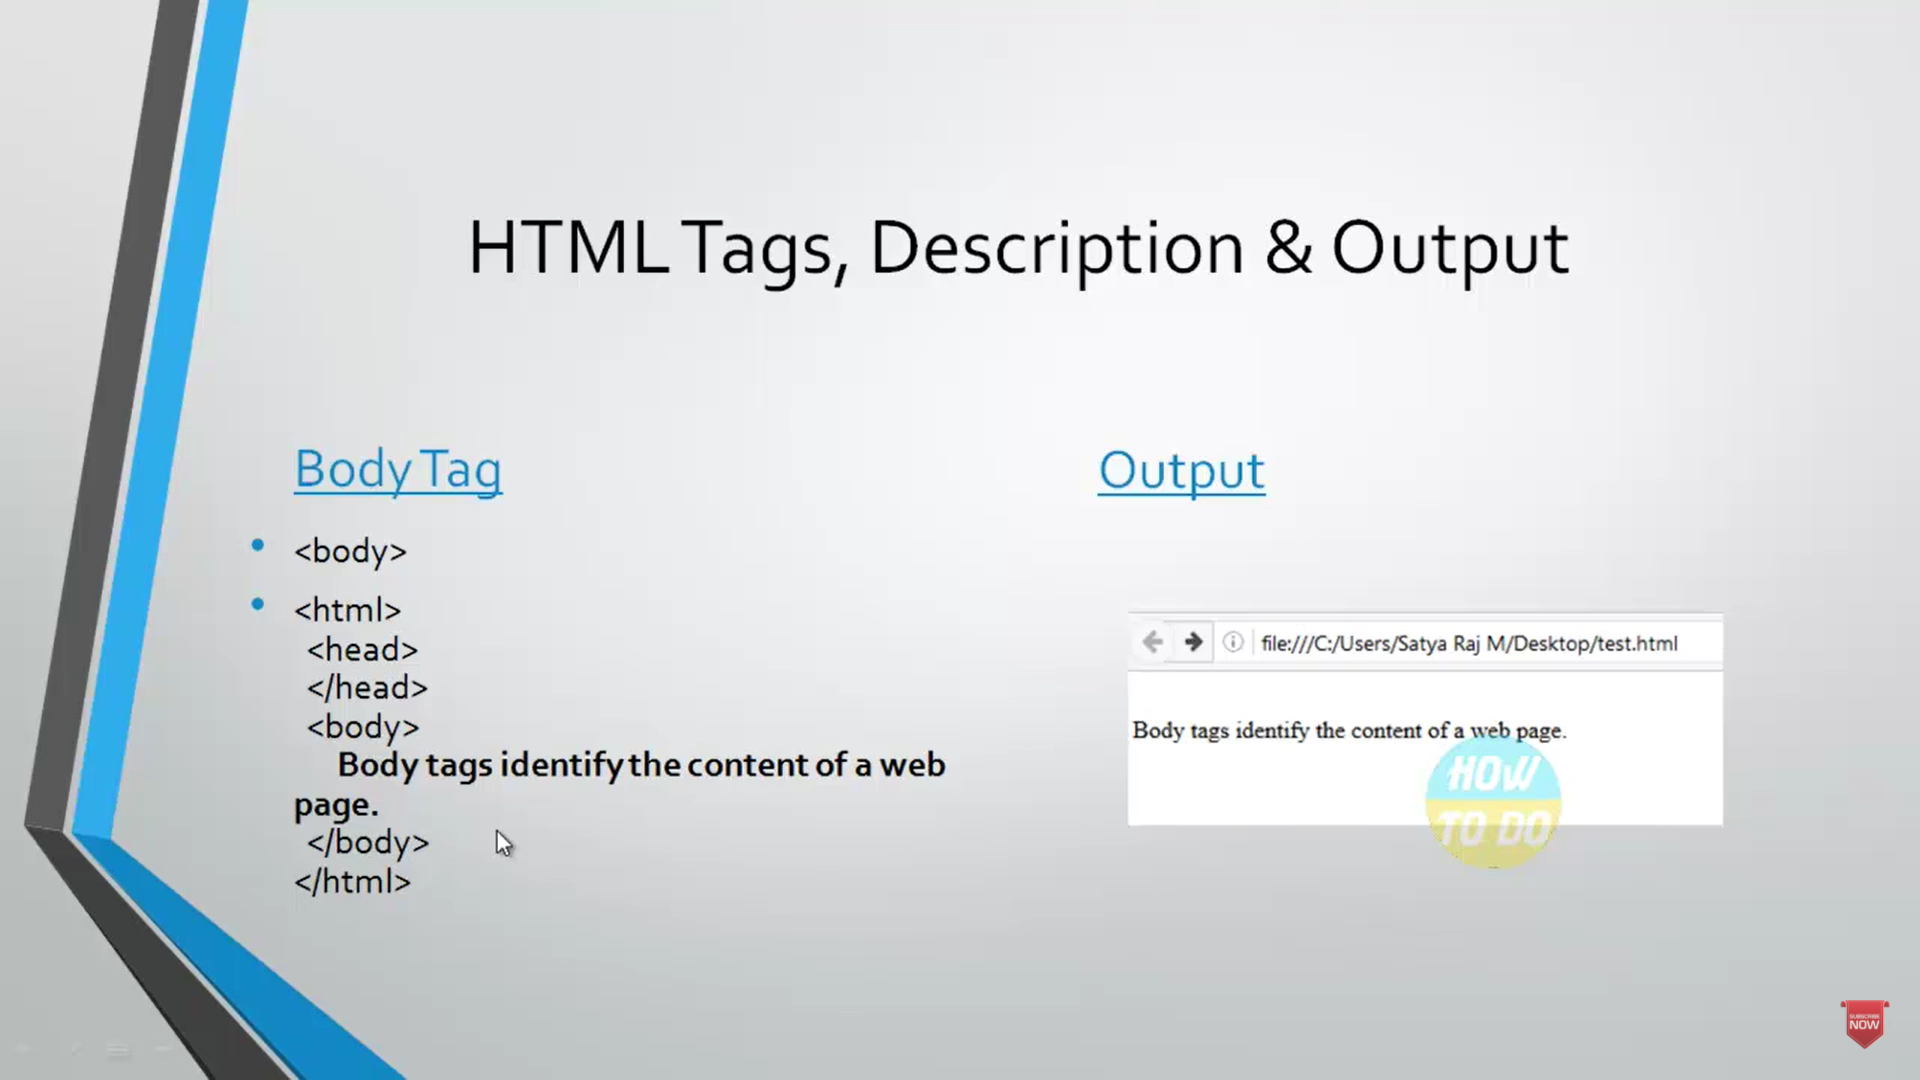 HTML Tags, Description & Output
Body Tag
<body>
<html>
<head>
</head>
<body>
Body tags identify the content of a web
page.
</body>
</html>
Output
file:///C:/Users/Satya Raj M/Desktop/test.html
Body tags identify the content of a web page.
HOW
TO DO
SUBSCRIBE
NOW